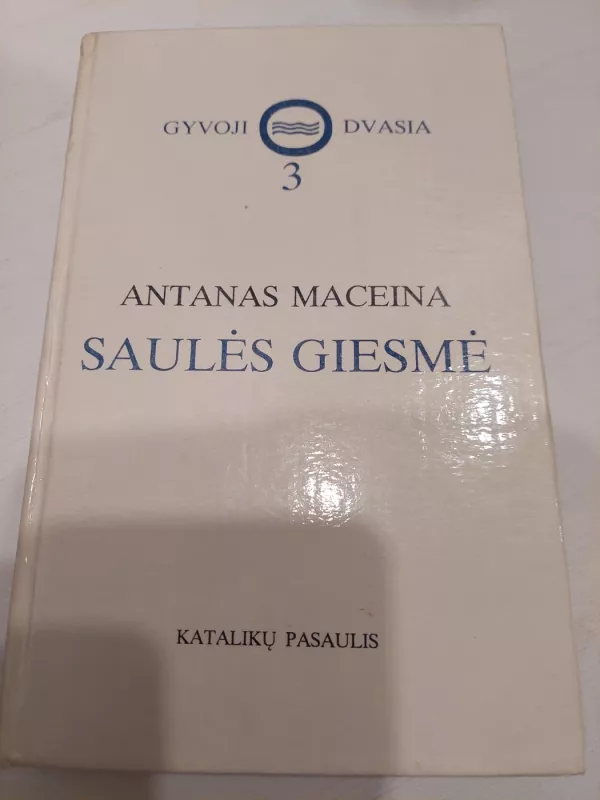 GYVOJI DVASIA
3
ANTANAS MACEINA
SAULĖS GIESMĖ
KATALIKŲ PASAULIS